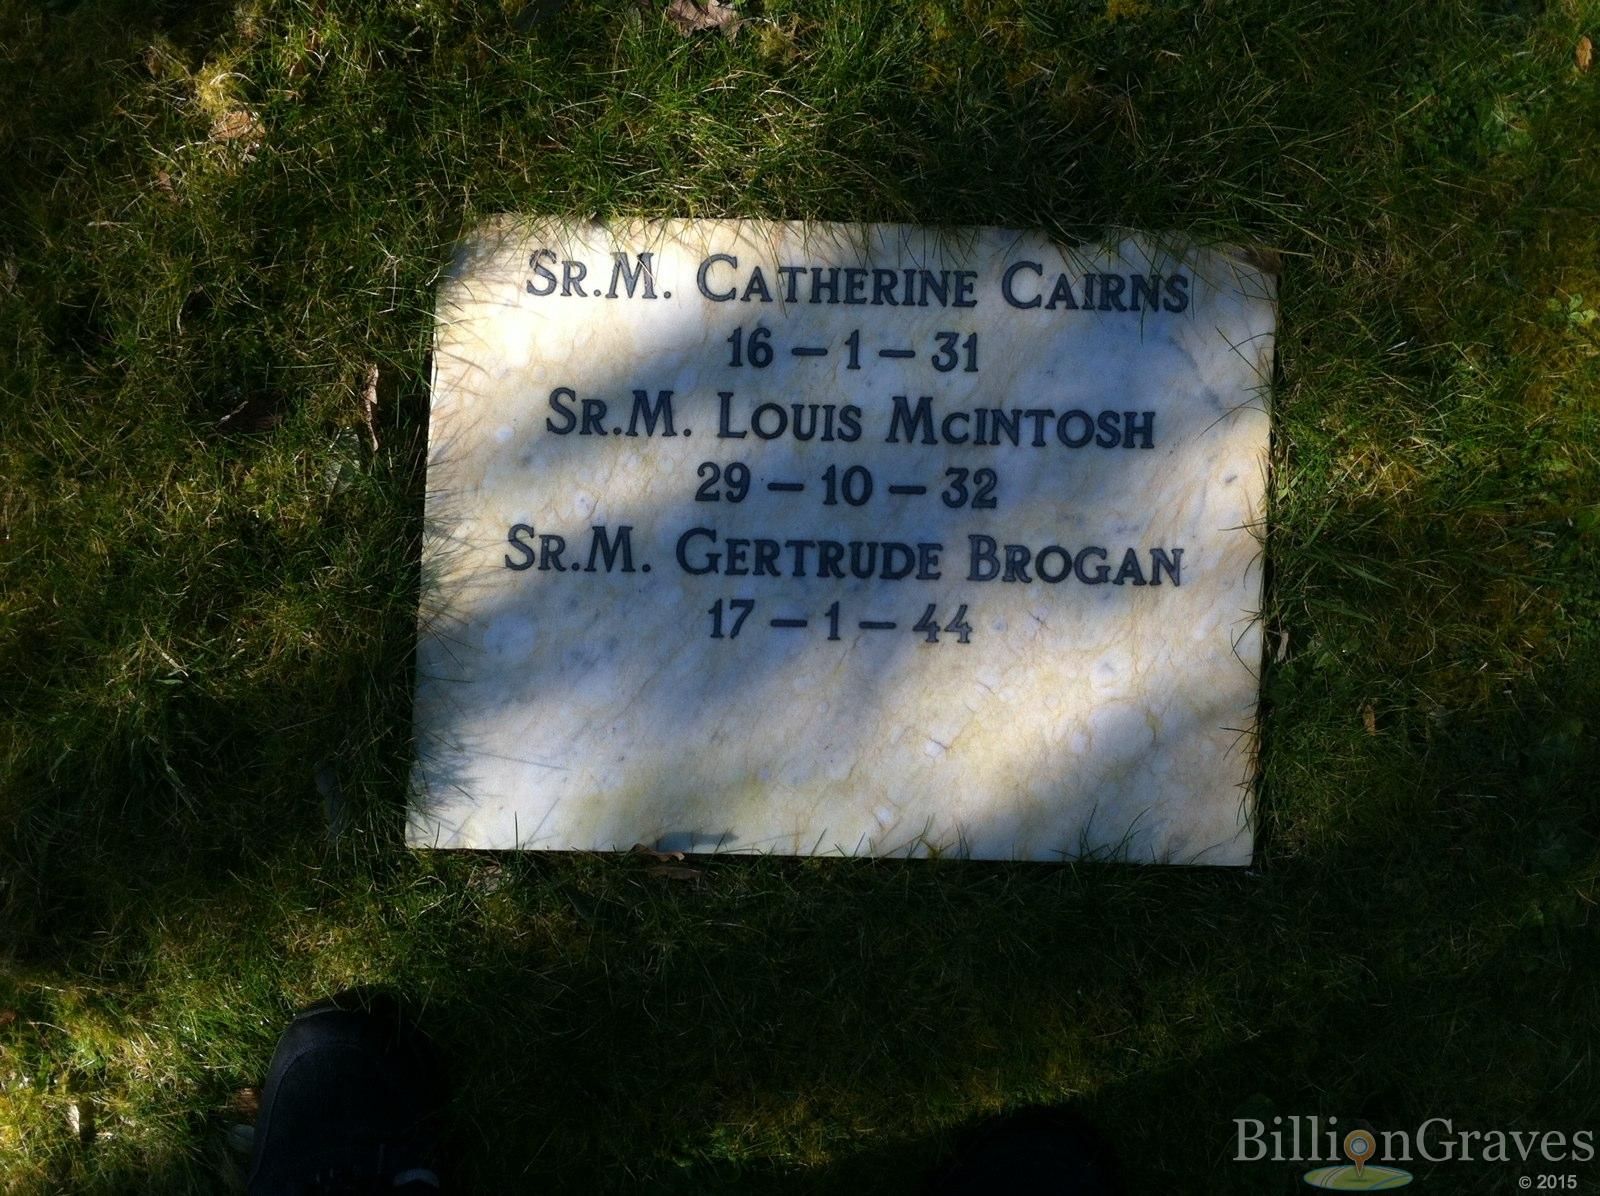 Sr.M. Catherine Cairns
16 – 1 – 31
Sr.M. Louis McIntosh
29 – 10 – 32
Sr.M. Gertrude Brogan
17 – 1 – 44
BillionGraves
© 2015